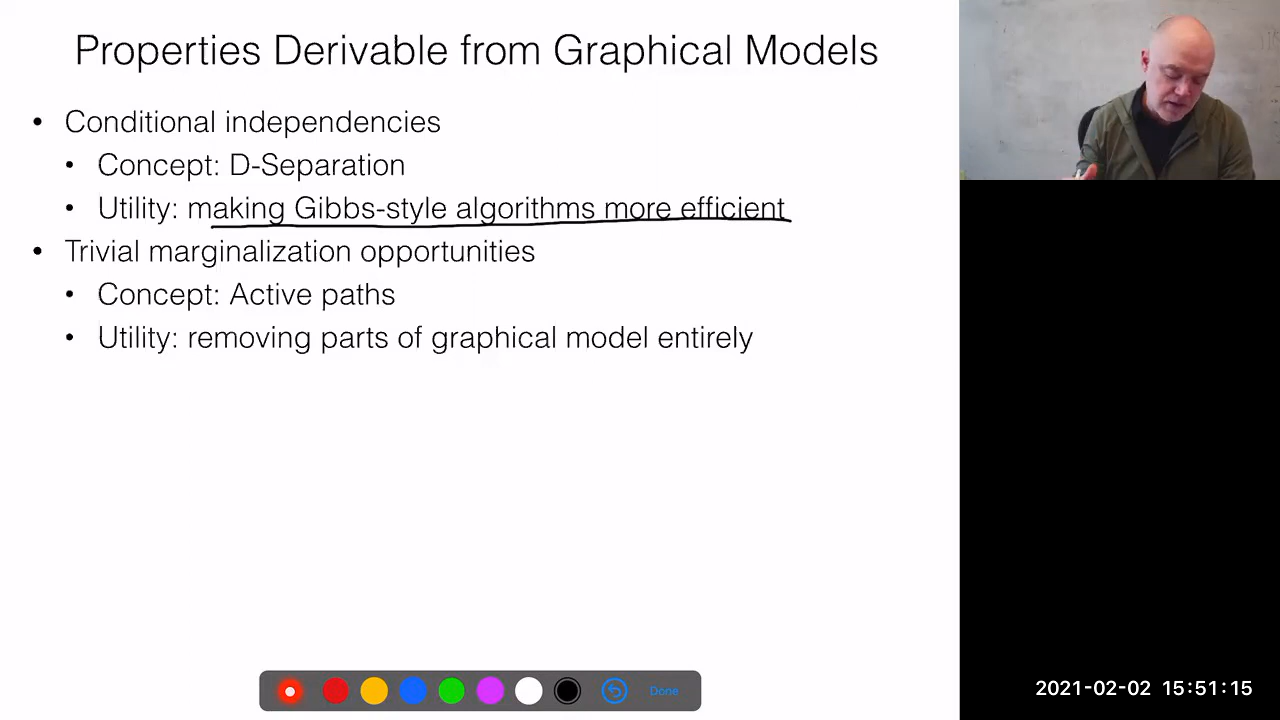 Properties Derivable from Graphical Models
• Conditional independencies
• Concept: D-Separation
• Utility: making Gibbs-style algorithms more efficient
• Trivial marginalization opportunities
• Concept: Active paths
• Utility: removing parts of graphical model entirely
Done
2021-02-02 15:51:15